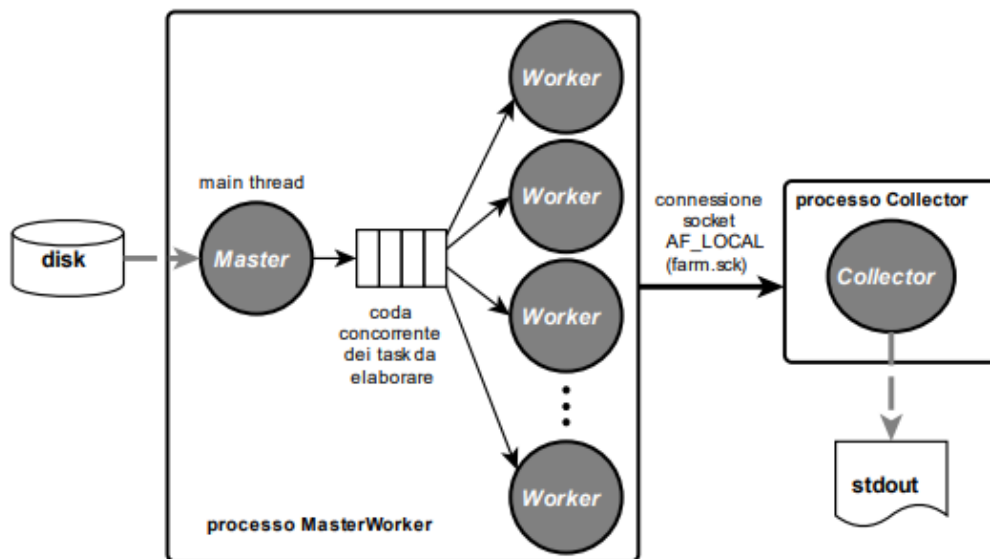 Worker
Worker
Worker
Worker
main thread
Master
disk
coda
concorrente
dei task da
elaborare
processo MasterWorker
connessione
socket
AF_LOCAL
(farm.sck)
processo Collector
Collector
stdout